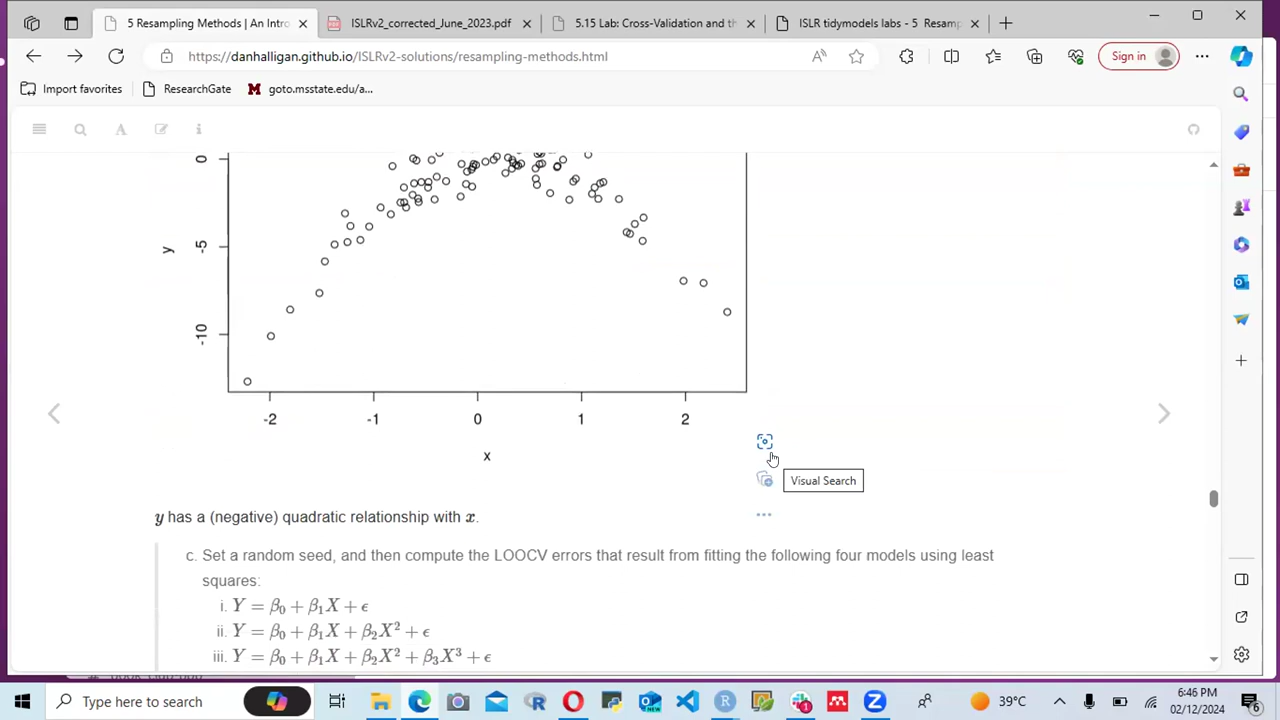 5 Resampling Methods | An Intro
ISLRv2_corrected_June_2023.pdf
5.15 Lab: Cross-Validation and th
ISLR tidymodels labs - 5 Resamp
https://danhalligan.github.io/ISLRv2-solutions/resampling-methods.html
Sign in
Import favorites
ResearchGate
goto.msstate.edu/a...
0
-5
-10
y
-2 -1 0 1 2
x
Visual Search
y has a (negative) quadratic relationship with x.
c. Set a random seed, and then compute the LOOCV errors that result from fitting the following four models using least
squares:
i. Y = β₀ + β₁X + ϵ
ii. Y = β₀ + β₁X + β₂X² + ϵ
iii. Y = β₀ + β₁X + β₂X² + β₃X³ + ϵ
Type here to search
39°C
6:46 PM
02/12/2024
6